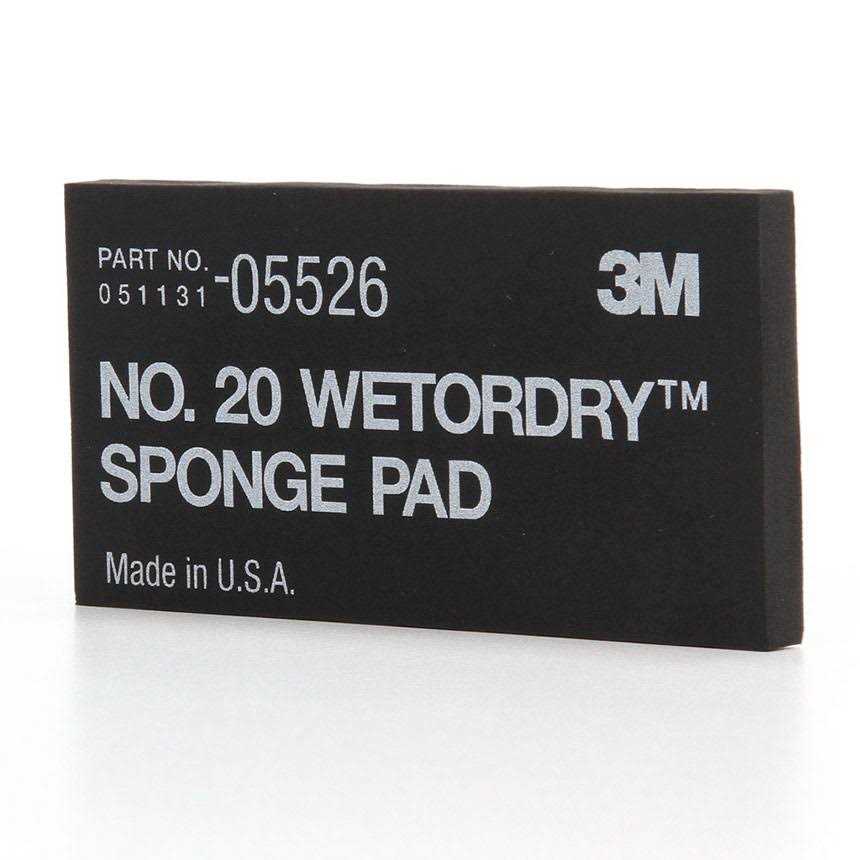 PART NO.
051131-05526
3M
NO. 20 WETORDRY™
SPONGE PAD
Made in U.S.A.